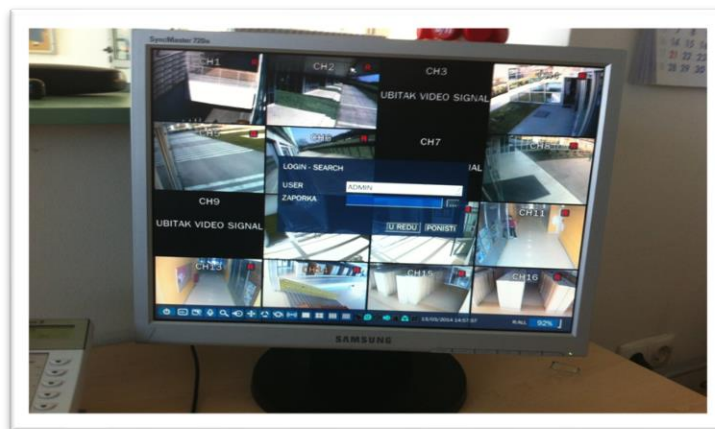 SyncMaster 720n
CH1
CH2
CH3
UBITAK VIDEO SIGNAL
CH7
CH8
LOGIN - SEARCH
USER ADMIN
ZAPORKA
U REDU PONISTI
CH9
UBITAK VIDEO SIGNAL
CH11
CH13
CH15
CH16
92%
SAMSUNG